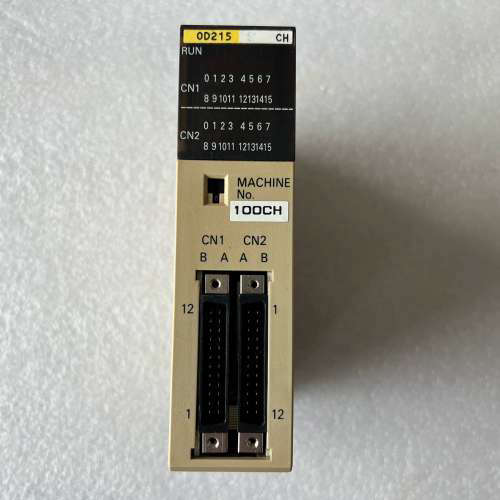 OD215 CH
RUN
0 1 2 3 4 5 6 7
CN1
8 9 10 11 12 13 14 15
0 1 2 3 4 5 6 7
CN2
8 9 10 11 12 13 14 15
MACHINE
No.
100CH
CN1 CN2
B A A B
12 1
1 12